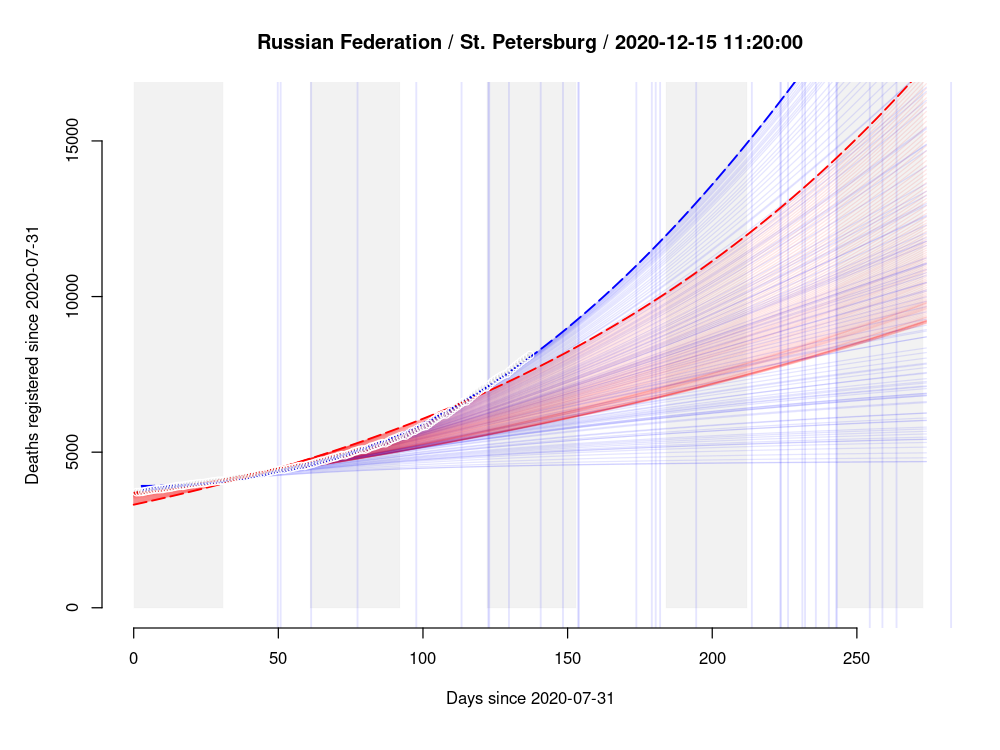 Russian Federation / St. Petersburg / 2020-12-15 11:20:00
Deaths registered since 2020-07-31
15000
10000
5000
0
0 50 100 150 200 250
Days since 2020-07-31